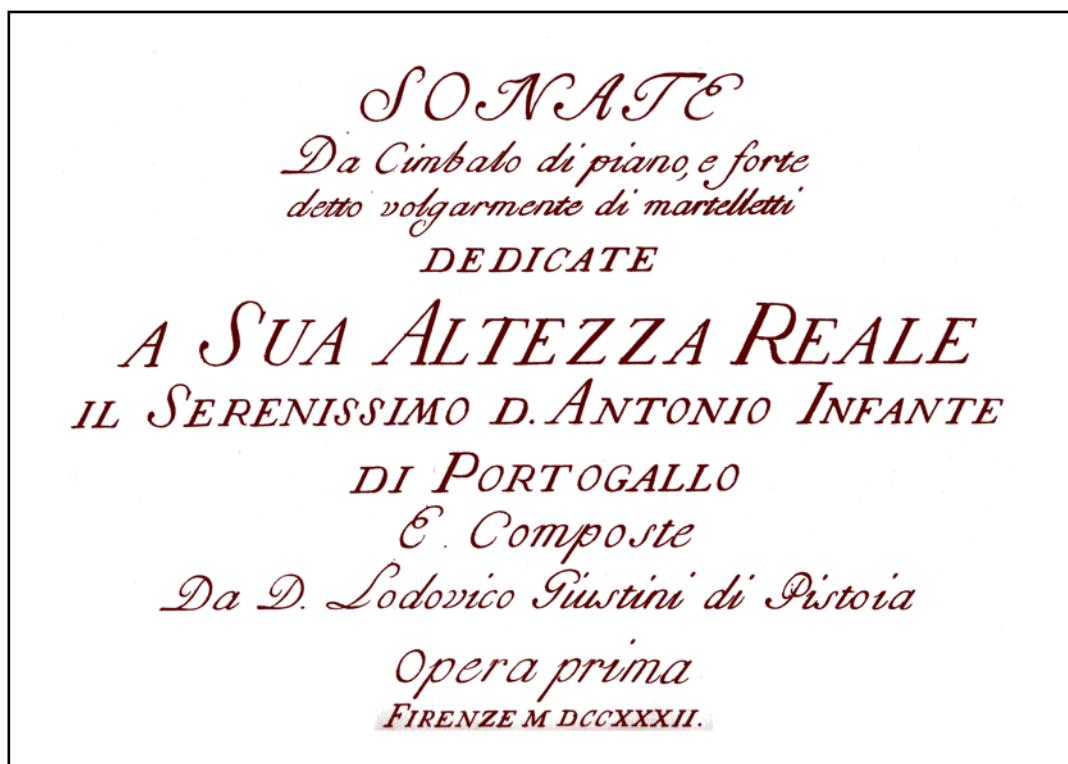 SONATE
Da Cimbalo di piano, e forte
detto volgarmente di martelletti
DEDICATE
A SUA ALTEZZA REALE
IL SERENISSIMO D. ANTONIO INFANTE
DI PORTOGALLO
E. Composte
Da D. Lodovico Giustini di Pistoia
Opera prima
FIRENZE M DCCXXXII.